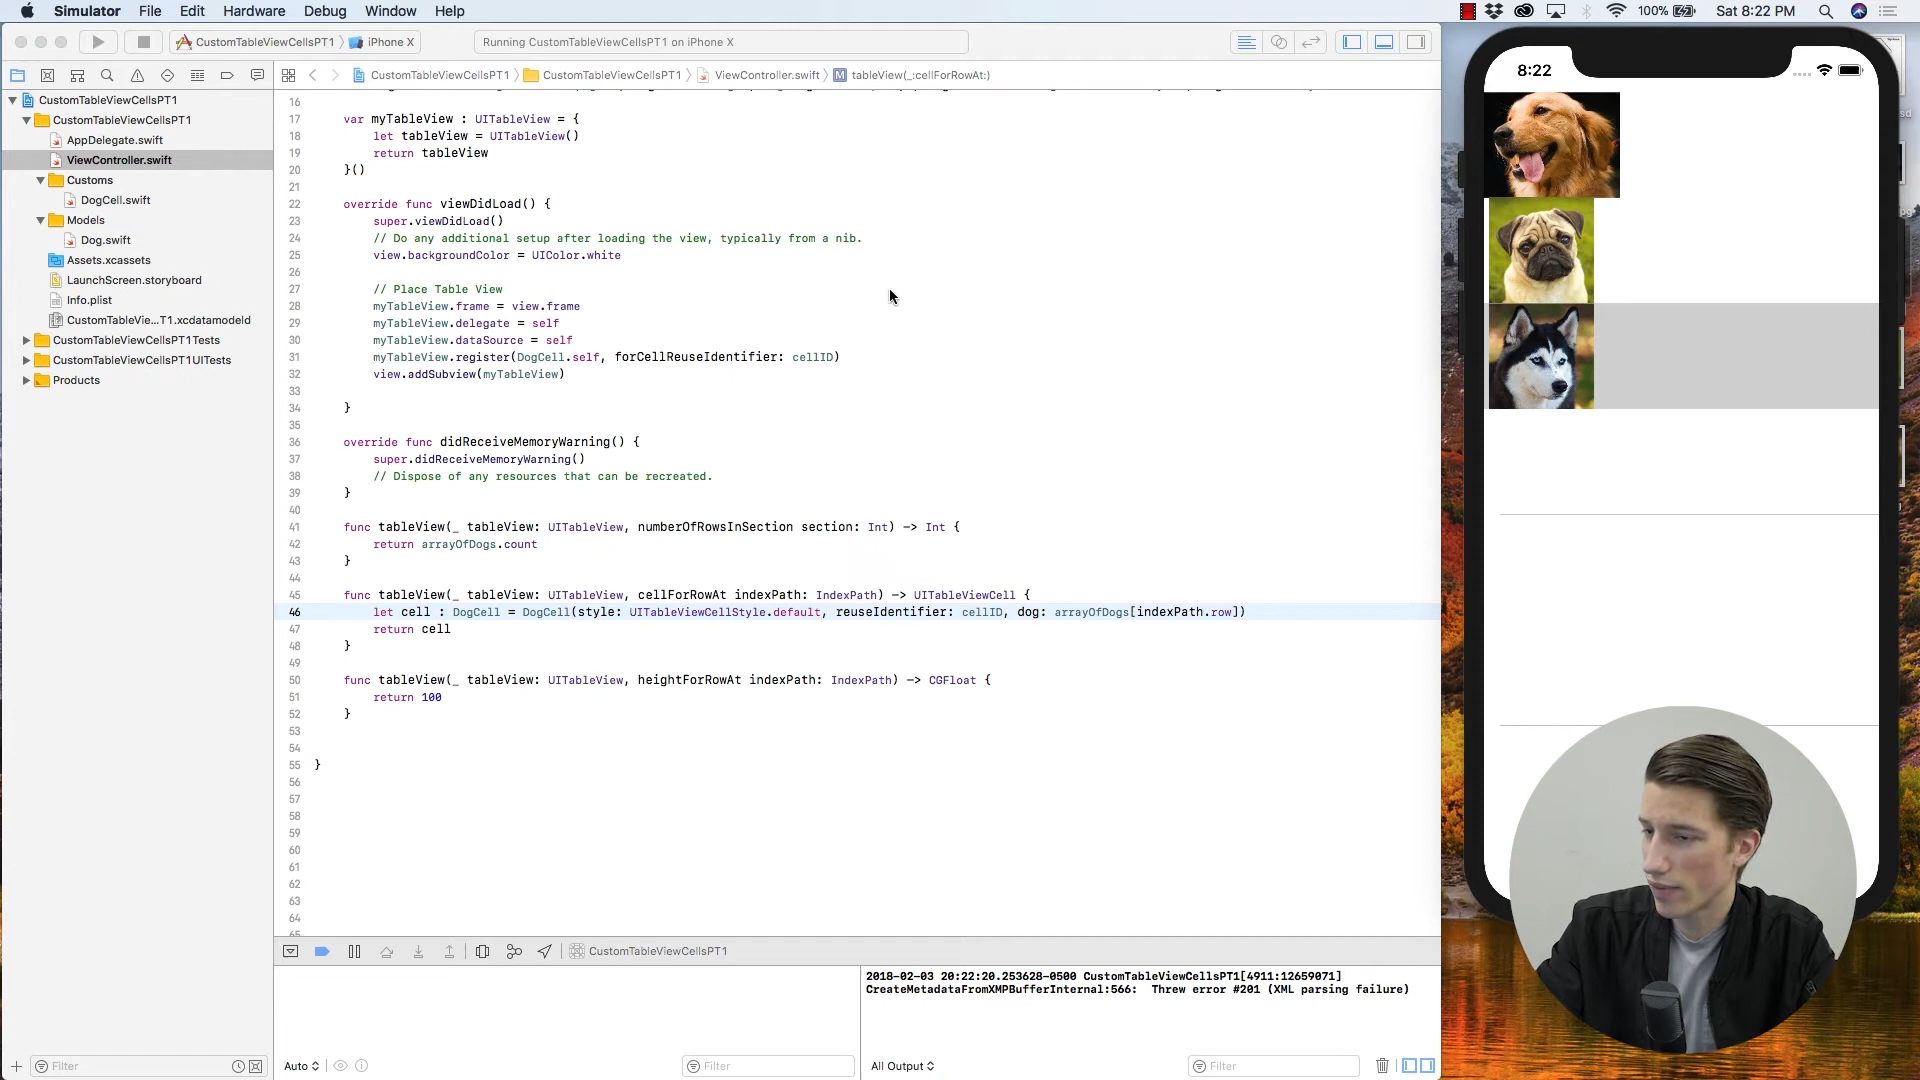 Simulator File Edit Hardware Debug Window Help 100% Sat 8:22 PM
CustomTableViewCellsPT1 iPhone X Running CustomTableViewCellsPT1 on iPhone X
CustomTableViewCellsPT1 CustomTableViewCellsPT1 ViewController.swift M tableView(_:cellForRowAt:)
CustomTableViewCellsPT1
CustomTableViewCellsPT1
AppDelegate.swift
ViewController.swift
Customs
DogCell.swift
Models
Dog.swift
Assets.xcassets
LaunchScreen.storyboard
Info.plist
CustomTableVie...T1.xcdatamodeld
CustomTableViewCellsPT1Tests
CustomTableViewCellsPT1UITests
Products
16
17 var myTableView : UITableView = {
18 let tableView = UITableView()
19 return tableView
20 }()
21
22 override func viewDidLoad() {
23 super.viewDidLoad()
24 // Do any additional setup after loading the view, typically from a nib.
25 view.backgroundColor = UIColor.white
26
27 // Place Table View
28 myTableView.frame = view.frame
29 myTableView.delegate = self
30 myTableView.dataSource = self
31 myTableView.register(DogCell.self, forCellReuseIdentifier: cellID)
32 view.addSubview(myTableView)
33
34 }
35
36 override func didReceiveMemoryWarning() {
37 super.didReceiveMemoryWarning()
38 // Dispose of any resources that can be recreated.
39 }
40
41 func tableView(_ tableView: UITableView, numberOfRowsInSection section: Int) -> Int {
42 return arrayOfDogs.count
43 }
44
45 func tableView(_ tableView: UITableView, cellForRowAt indexPath: IndexPath) -> UITableViewCell {
46 let cell : DogCell = DogCell(style: UITableViewCellStyle.default, reuseIdentifier: cellID, dog: arrayOfDogs[indexPath.row])
47 return cell
48 }
49
50 func tableView(_ tableView: UITableView, heightForRowAt indexPath: IndexPath) -> CGFloat {
51 return 100
52 }
53
54
55 }
56
57
58
59
60
61
62
63
64
65
CustomTableViewCellsPT1
2018-02-03 20:22:20.253628-0500 CustomTableViewCellsPT1[4911:12659071]
CreateMetadataFromXMPBufferInternal:566: Threw error #201 (XML parsing failure)
Filter
Auto
Filter
All Output
Filter
8:22